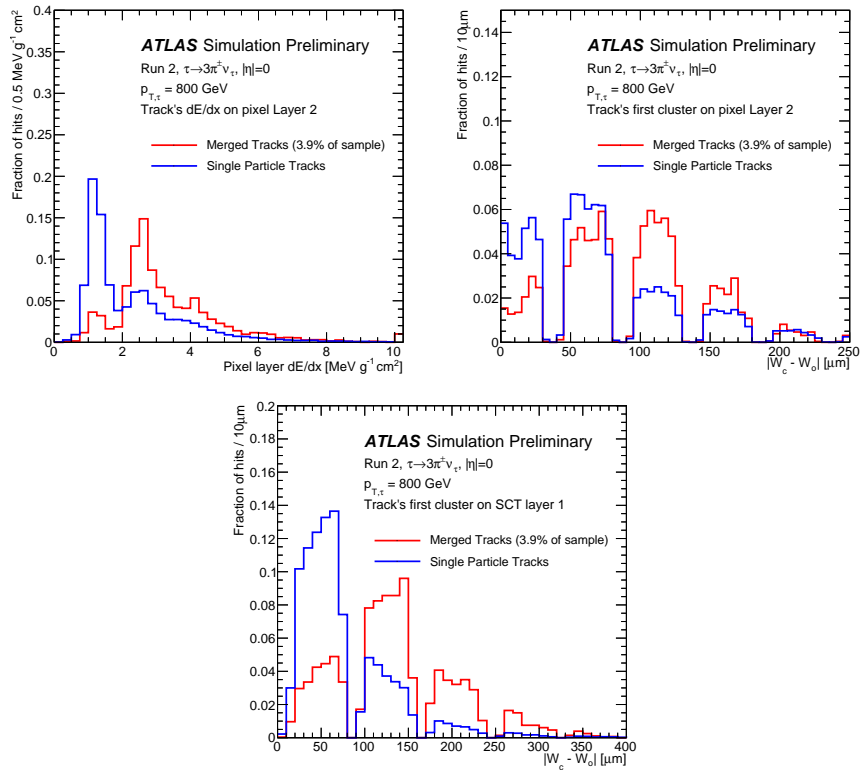 ATLAS Simulation Preliminary
Run 2, τ→3π±ντ, |η|=0
pT,τ = 800 GeV
Track's dE/dx on pixel Layer 2
Merged Tracks (3.9% of sample)
Single Particle Tracks
Fraction of hits / 0.5 MeV g⁻¹ cm²
0.4
0.35
0.3
0.25
0.2
0.15
0.1
0.05
0
0 2 4 6 8 10
Pixel layer dE/dx [MeV g⁻¹ cm²]
ATLAS Simulation Preliminary
Run 2, τ→3π±ντ, |η|=0
pT,τ = 800 GeV
Track's first cluster on pixel Layer 2
Merged Tracks (3.9% of sample)
Single Particle Tracks
Fraction of hits / 10μm
0.14
0.12
0.1
0.08
0.06
0.04
0.02
0
0 50 100 150 200 250
|Wc - Wo| [μm]
ATLAS Simulation Preliminary
Run 2, τ→3π±ντ, |η|=0
pT,τ = 800 GeV
Track's first cluster on SCT layer 1
Merged Tracks (3.9% of sample)
Single Particle Tracks
Fraction of hits / 10μm
0.2
0.18
0.16
0.14
0.12
0.1
0.08
0.06
0.04
0.02
0
0 50 100 150 200 250 300 350 400
|Wc - Wo| [μm]